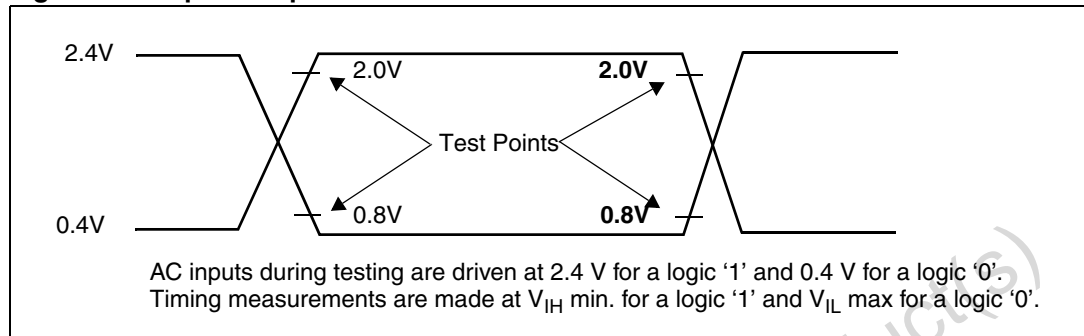 2.4V
2.0V
2.0V
Test Points
0.8V
0.8V
0.4V
AC inputs during testing are driven at 2.4 V for a logic ‘1’ and 0.4 V for a logic ‘0’.
Timing measurements are made at VIH min. for a logic ‘1’ and VIL max for a logic ‘0’.